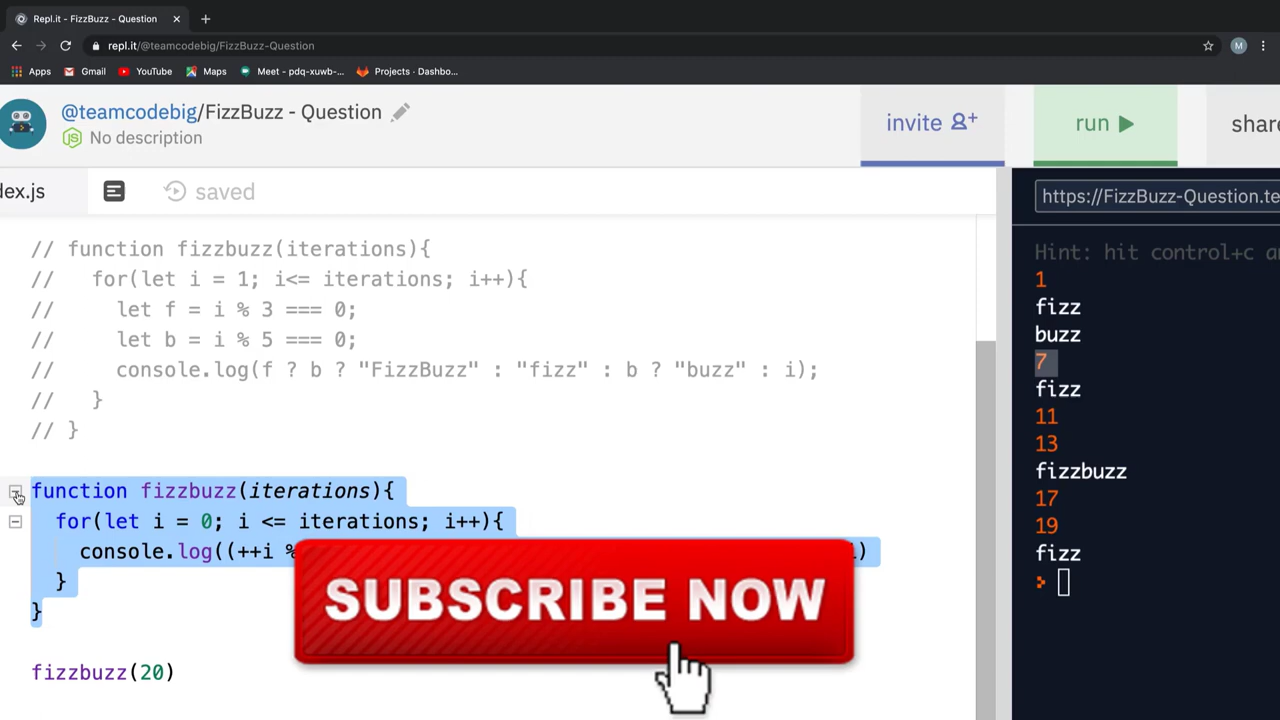 Repl.it - FizzBuzz - Question
repl.it/@teamcodebig/FizzBuzz-Question
M
Apps
Gmail
YouTube
Maps
Meet - pdq-xuwb-...
Projects · Dashbo...
@teamcodebig/FizzBuzz - Question
No description
invite
run
share
dex.js
saved
https://FizzBuzz-Question.te
// function fizzbuzz(iterations){
//   for(let i = 1; i<= iterations; i++){
//     let f = i % 3 === 0;
//     let b = i % 5 === 0;
//     console.log(f ? b ? "FizzBuzz" : "fizz" : b ? "buzz" : i);
//   }
// }
function fizzbuzz(iterations){
for(let i = 0; i <= iterations; i++){
console.log((++i %
)
}
}
fizzbuzz(20)
SUBSCRIBE NOW
Hint: hit control+c a
1
fizz
buzz
7
fizz
11
13
fizzbuzz
17
19
fizz